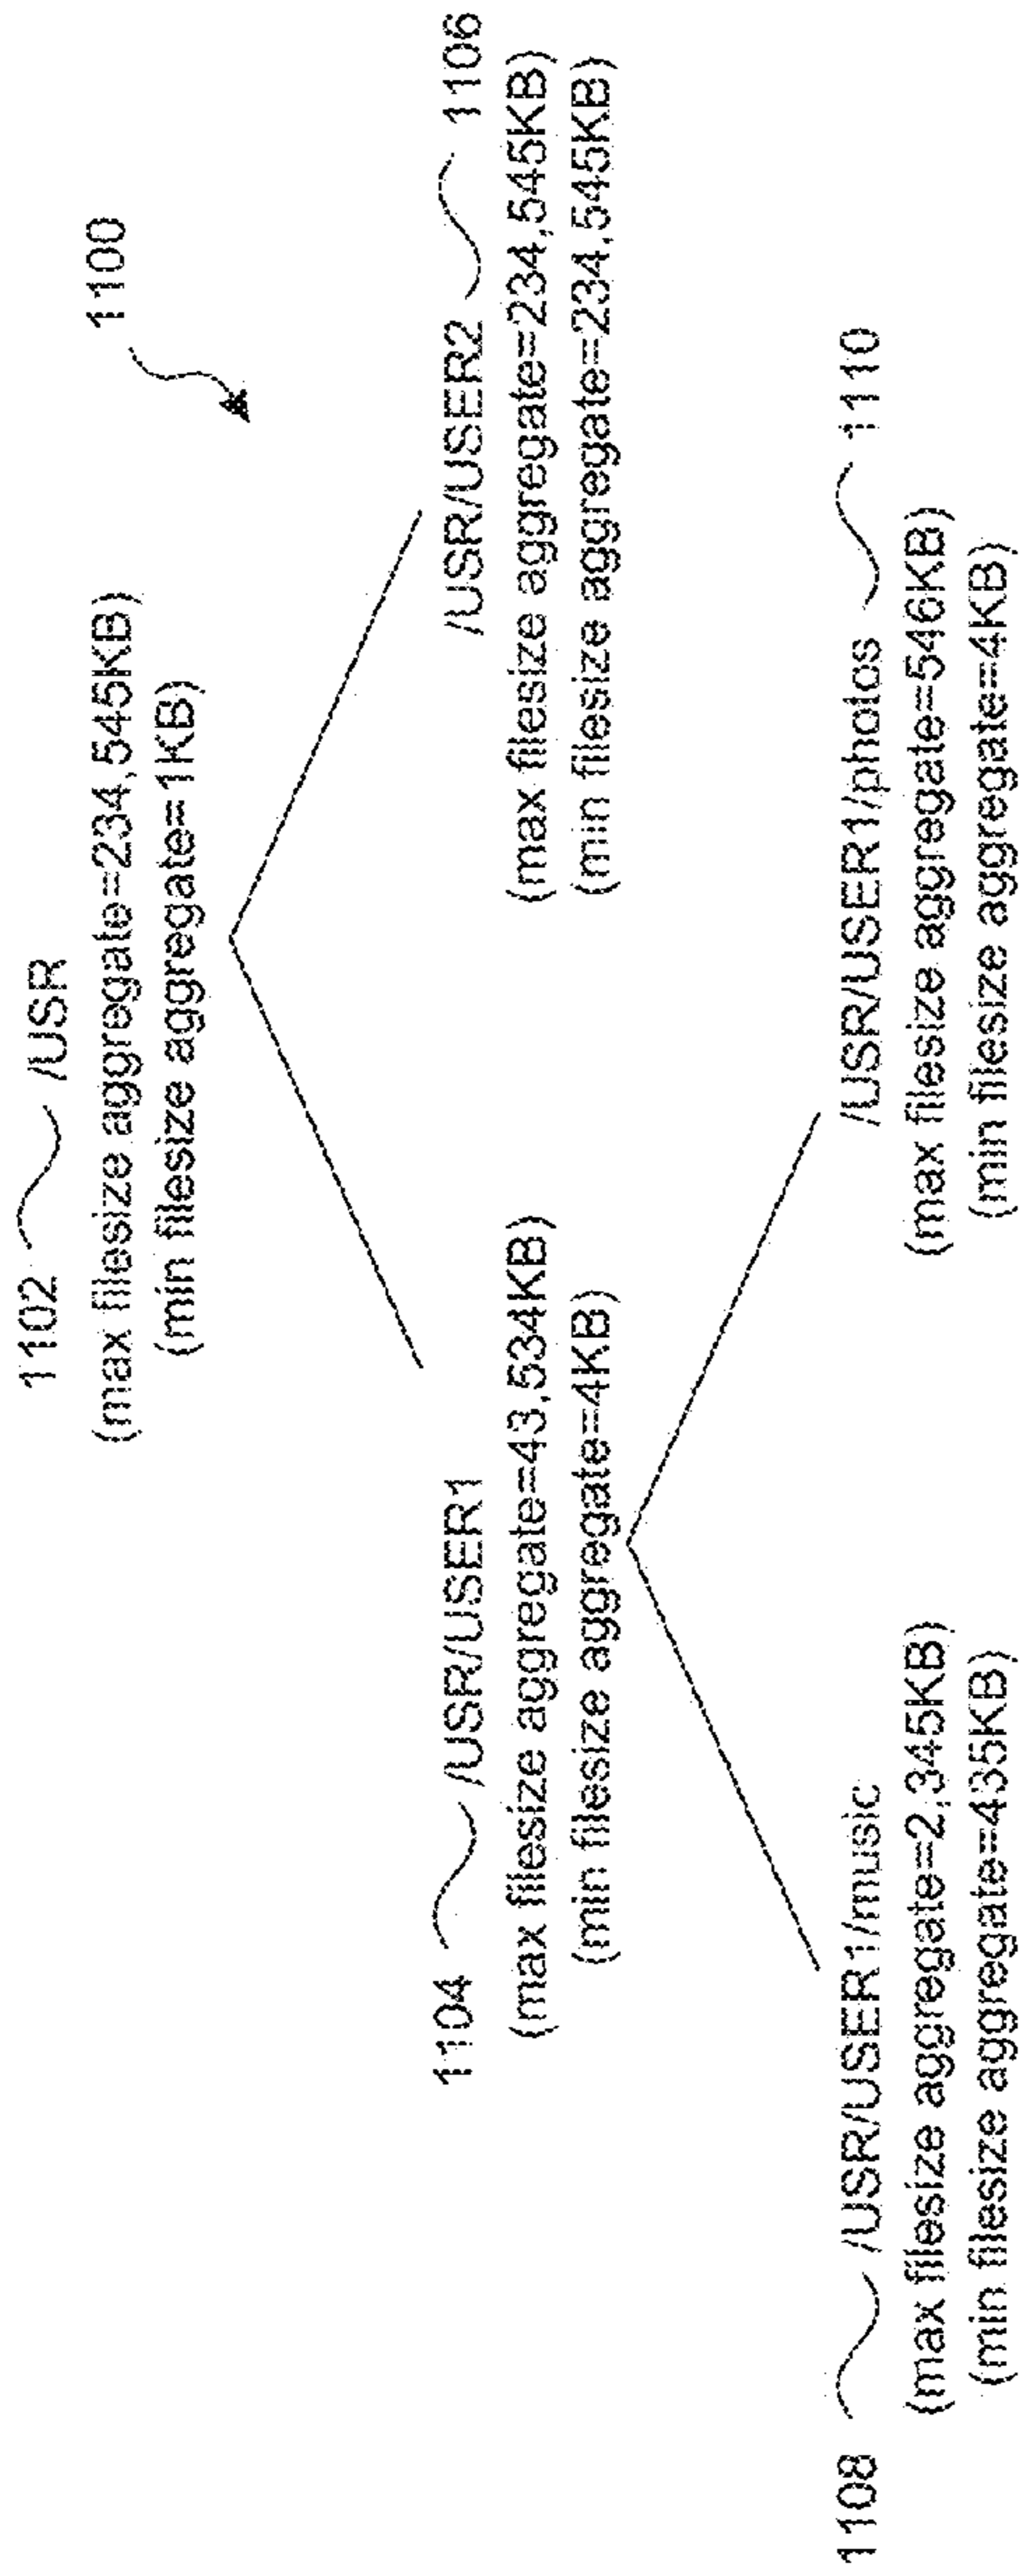 1100
1102 /USR
(max filesize aggregate=234,545KB)
(min filesize aggregate=1KB)
1104 /USR/USER1
(max filesize aggregate=43,534KB)
(min filesize aggregate=4KB)
/USR/USER2 1106
(max filesize aggregate=234,545KB)
(min filesize aggregate=234,545KB)
1108 /USR/USER1/music
(max filesize aggregate=2,345KB)
(min filesize aggregate=435KB)
/USR/USER1/photos 1110
(max filesize aggregate=546KB)
(min filesize aggregate=4KB)